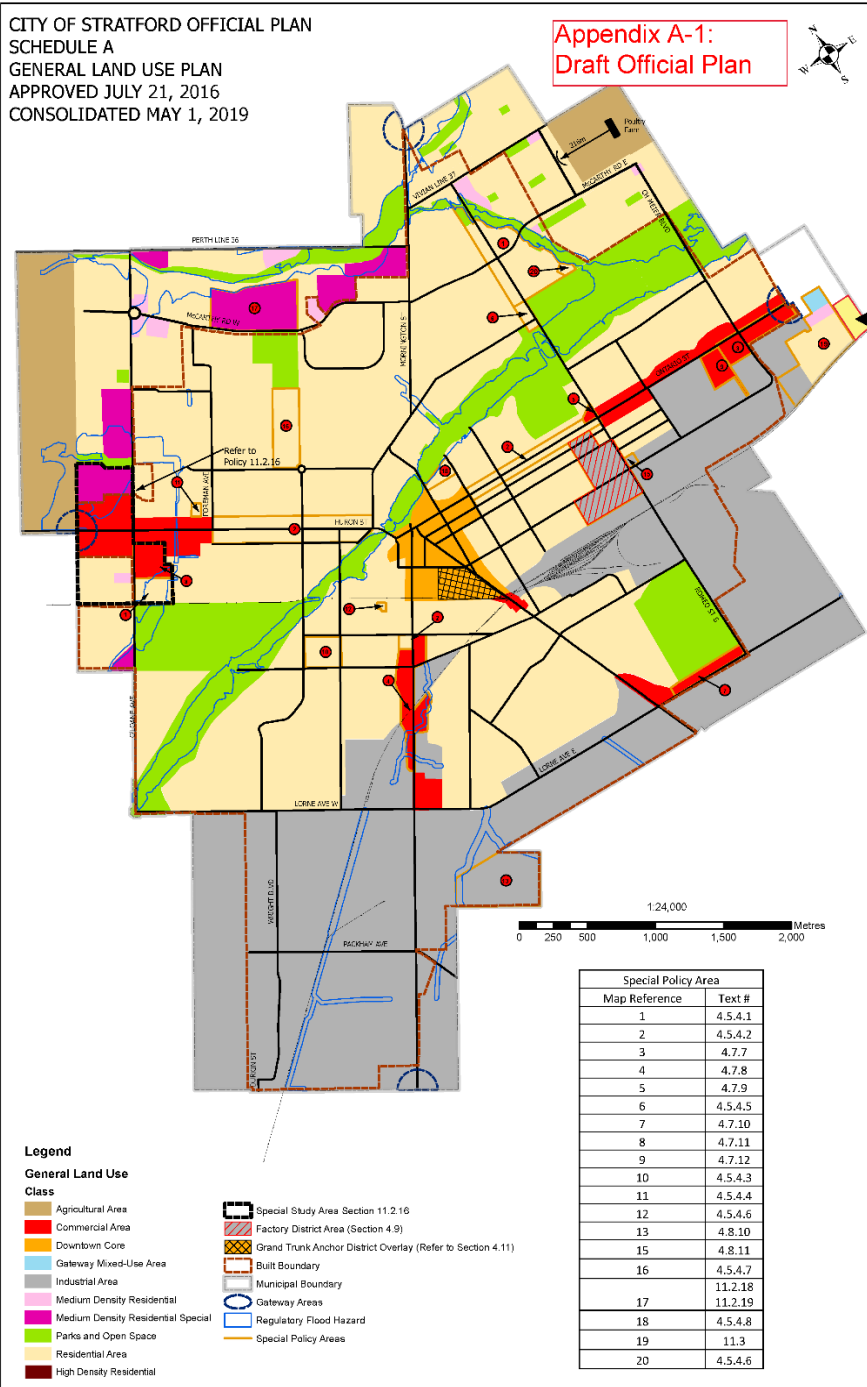 CITY OF STRATFORD OFFICIAL PLAN
SCHEDULE A
GENERAL LAND USE PLAN
APPROVED JULY 21, 2016
CONSOLIDATED MAY 1, 2019
Appendix A-1:
Draft Official Plan
N
E
W
S
Poultry
Farm
VIVIAN LINE 37
McCARTHY RD E
PERTH LINE 36
McCARTHY RD W
MORNINGTON ST
ONTARIO ST
Refer to
Policy 11.2.16
FOREMAN AVE
HURON ST
ROMEO ST S
LORNE AVE E
LORNE AVE W
WRIGHT BLVD
PACKHAM AVE
1:24,000
Metres
0 250 500 1,000 1,500 2,000
Special Policy Area
Map Reference Text #
1 4.5.4.1
2 4.5.4.2
3 4.7.7
4 4.7.8
5 4.7.9
6 4.5.4.5
7 4.7.10
8 4.7.11
9 4.7.12
10 4.5.4.3
11 4.5.4.4
12 4.5.4.6
13 4.8.10
15 4.8.11
16 4.5.4.7
11.2.18
17 11.2.19
18 4.5.4.8
19 11.3
20 4.5.4.6
Legend
General Land Use
Class
Agricultural Area
Commercial Area
Downtown Core
Gateway Mixed-Use Area
Industrial Area
Medium Density Residential
Medium Density Residential Special
Parks and Open Space
Residential Area
High Density Residential
Special Study Area Section 11.2.16
Factory District Area (Section 4.9)
Grand Trunk Anchor District Overlay (Refer to Section 4.11)
Built Boundary
Municipal Boundary
Gateway Areas
Regulatory Flood Hazard
Special Policy Areas